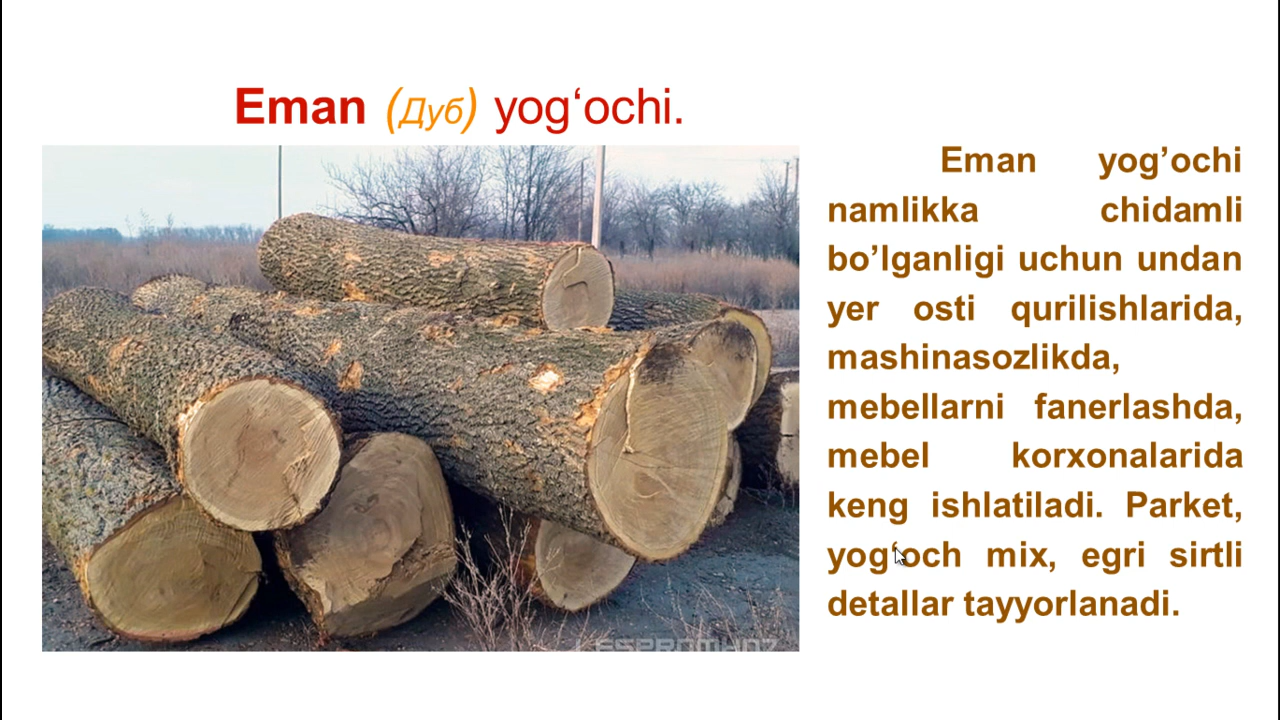 Eman (Дуб) yog‘ochi.
Eman yog’ochi
namlikka chidamli
bo’lganligi uchun undan
yer osti qurilishlarida,
mashinasozlikda,
mebellarni fanerlashda,
mebel korxonalarida
keng ishlatiladi. Parket,
yog‘och mix, egri sirtli
detallar tayyorlanadi.